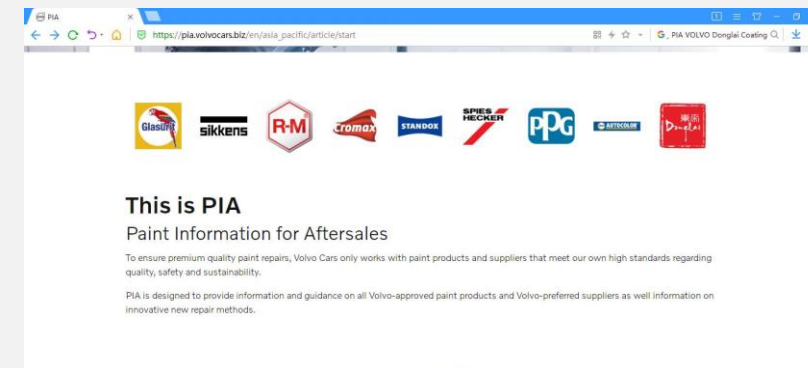 PIA
https://pia.volvocars.biz/en/asia_pacific/article/start
PIA VOLVO Donglai Coating
Glasurit sikkens R-M cromax STANDOX SPIES HECKER PPG AUTOCOLOR 東來 Donglai
This is PIA
Paint Information for Aftersales
To ensure premium quality paint repairs, Volvo Cars only works with paint products and suppliers that meet our own high standards regarding
quality, safety and sustainability.
PIA is designed to provide information and guidance on all Volvo-approved paint products and Volvo-preferred suppliers as well information on
innovative new repair methods.